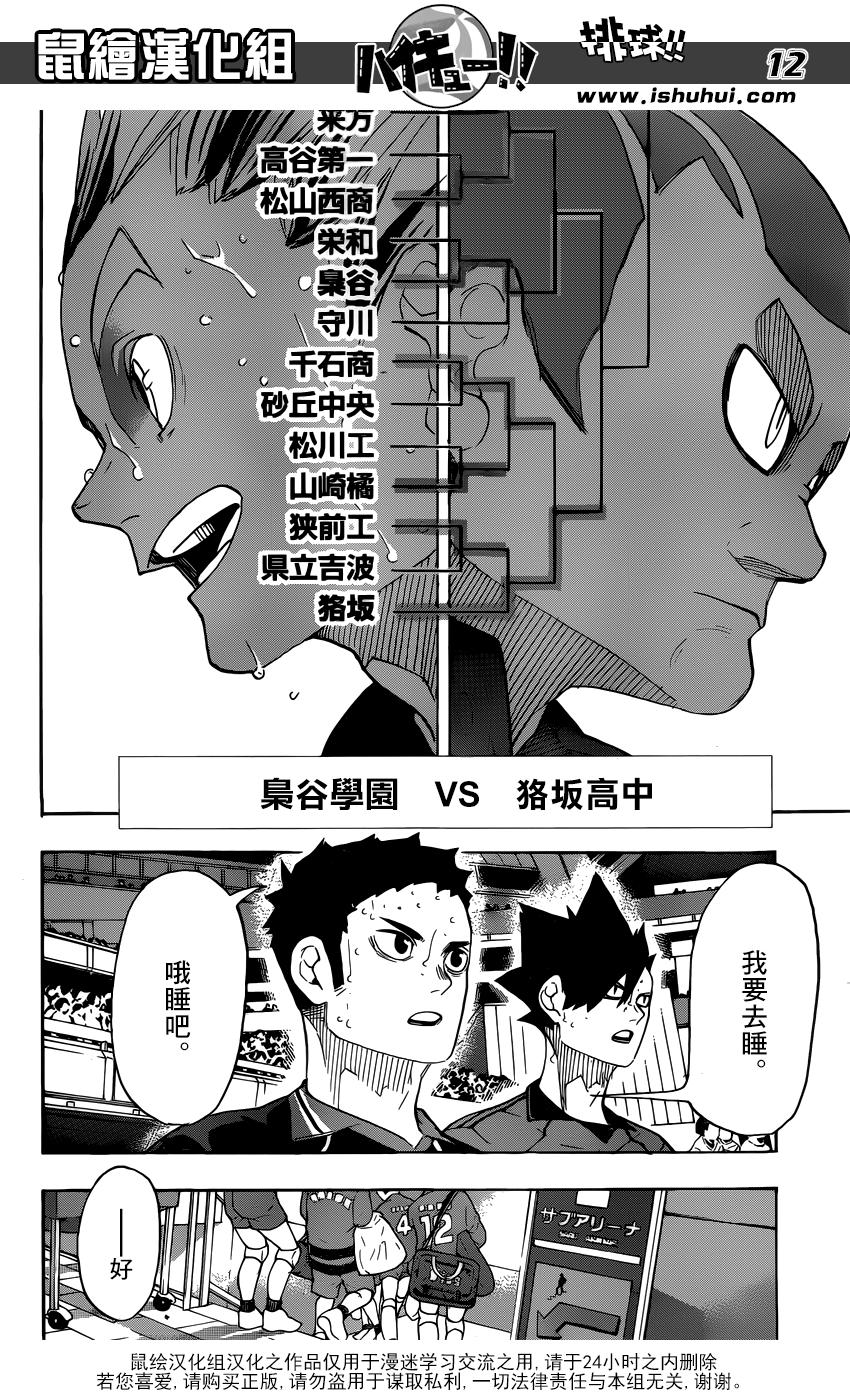 鼠繪漢化組
ハイキュー!!
排球!!
12
www.ishuhui.com
来方
高谷第一
松山西商
栄和
梟谷
守川
千石商
砂丘中央
松川工
山崎橘
狭前工
県立吉波
狢坂
梟谷學園 VS 狢坂高中
我要去睡。
哦睡吧。
——好
4
12
サブアリーナ
鼠绘汉化组汉化之作品仅用于漫迷学习交流之用,请于24小时之内删除
若您喜爱,请购买正版,请勿盗用于谋取私利,一切法律责任与本组无关,谢谢。